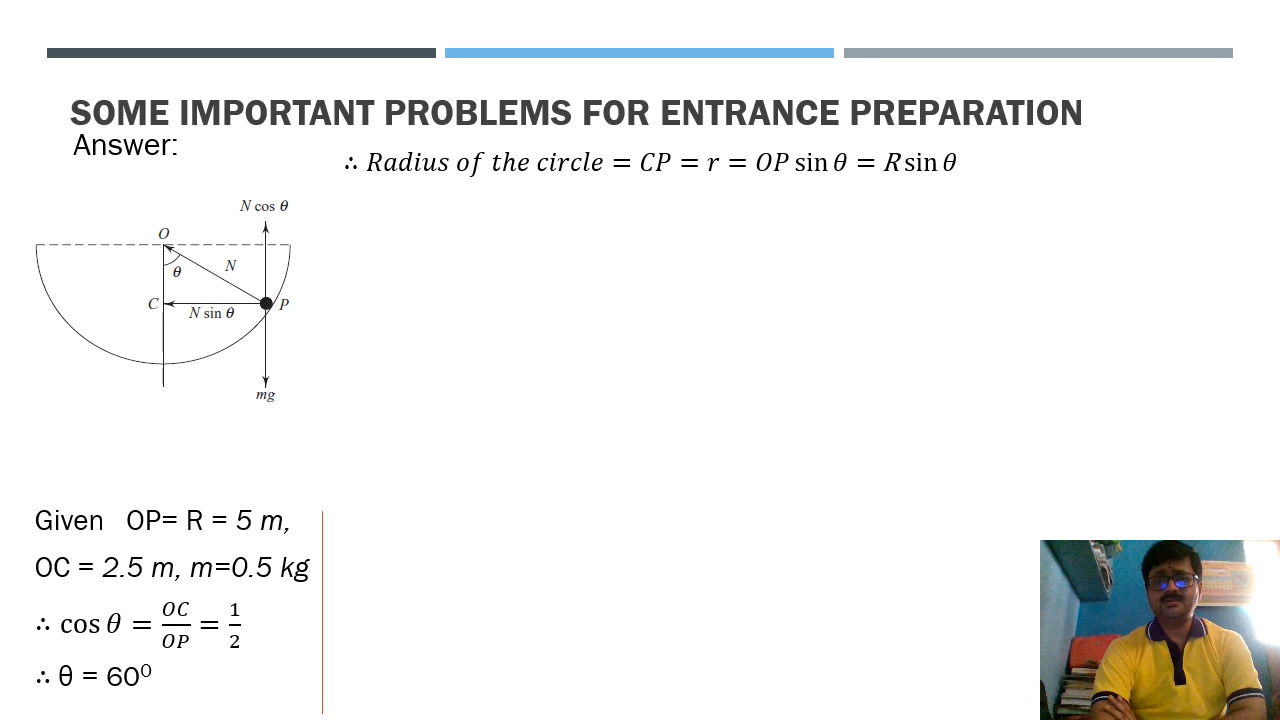 SOME IMPORTANT PROBLEMS FOR ENTRANCE PREPARATION
Answer:
∴ Radius of the circle = CP = r = OP sin θ = R sin θ
N cos θ
O
θ
N
C
P
N sin θ
mg
Given OP= R = 5 m,
OC = 2.5 m, m=0.5 kg
∴ cos θ = OC/OP = 1/2
∴ θ = 60⁰